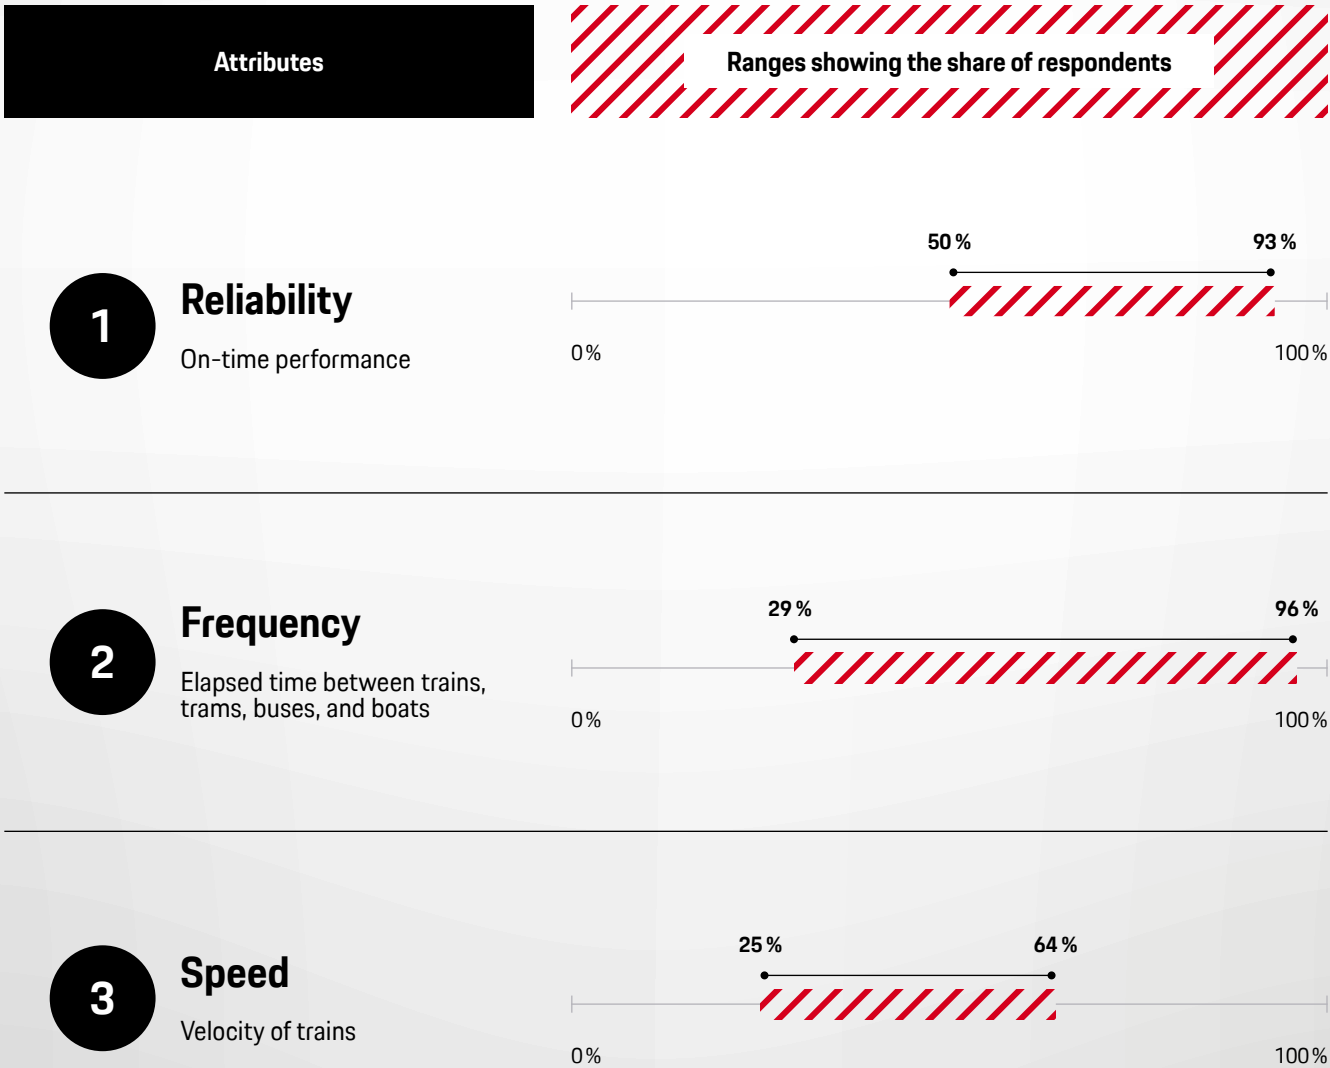 Attributes
Ranges showing the share of respondents
50 %
93 %
1
Reliability
On-time performance
0 %
100 %
29 %
96 %
2
Frequency
Elapsed time between trains,
trams, buses, and boats
0 %
100 %
25 %
64 %
3
Speed
Velocity of trains
0 %
100 %